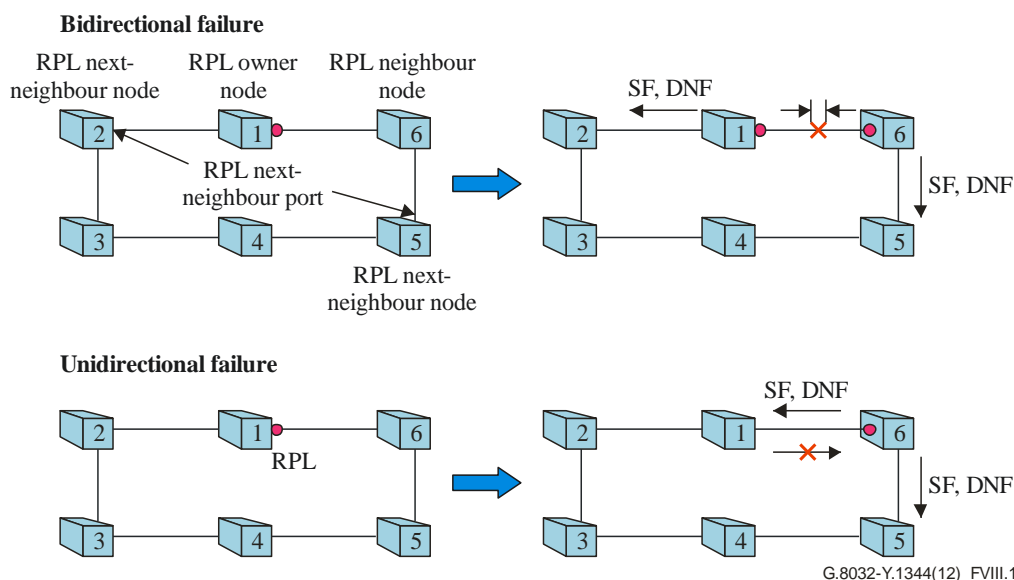 Bidirectional failure
RPL next-
neighbour node
RPL owner
node
RPL neighbour
node
2
1
6
RPL next-
neighbour port
3
4
5
RPL next-
neighbour node
SF, DNF
2
1
6
SF, DNF
3
4
5
Unidirectional failure
2
1
6
RPL
3
4
5
SF, DNF
2
1
6
SF, DNF
3
4
5
G.8032-Y.1344(12)_FVIII.1